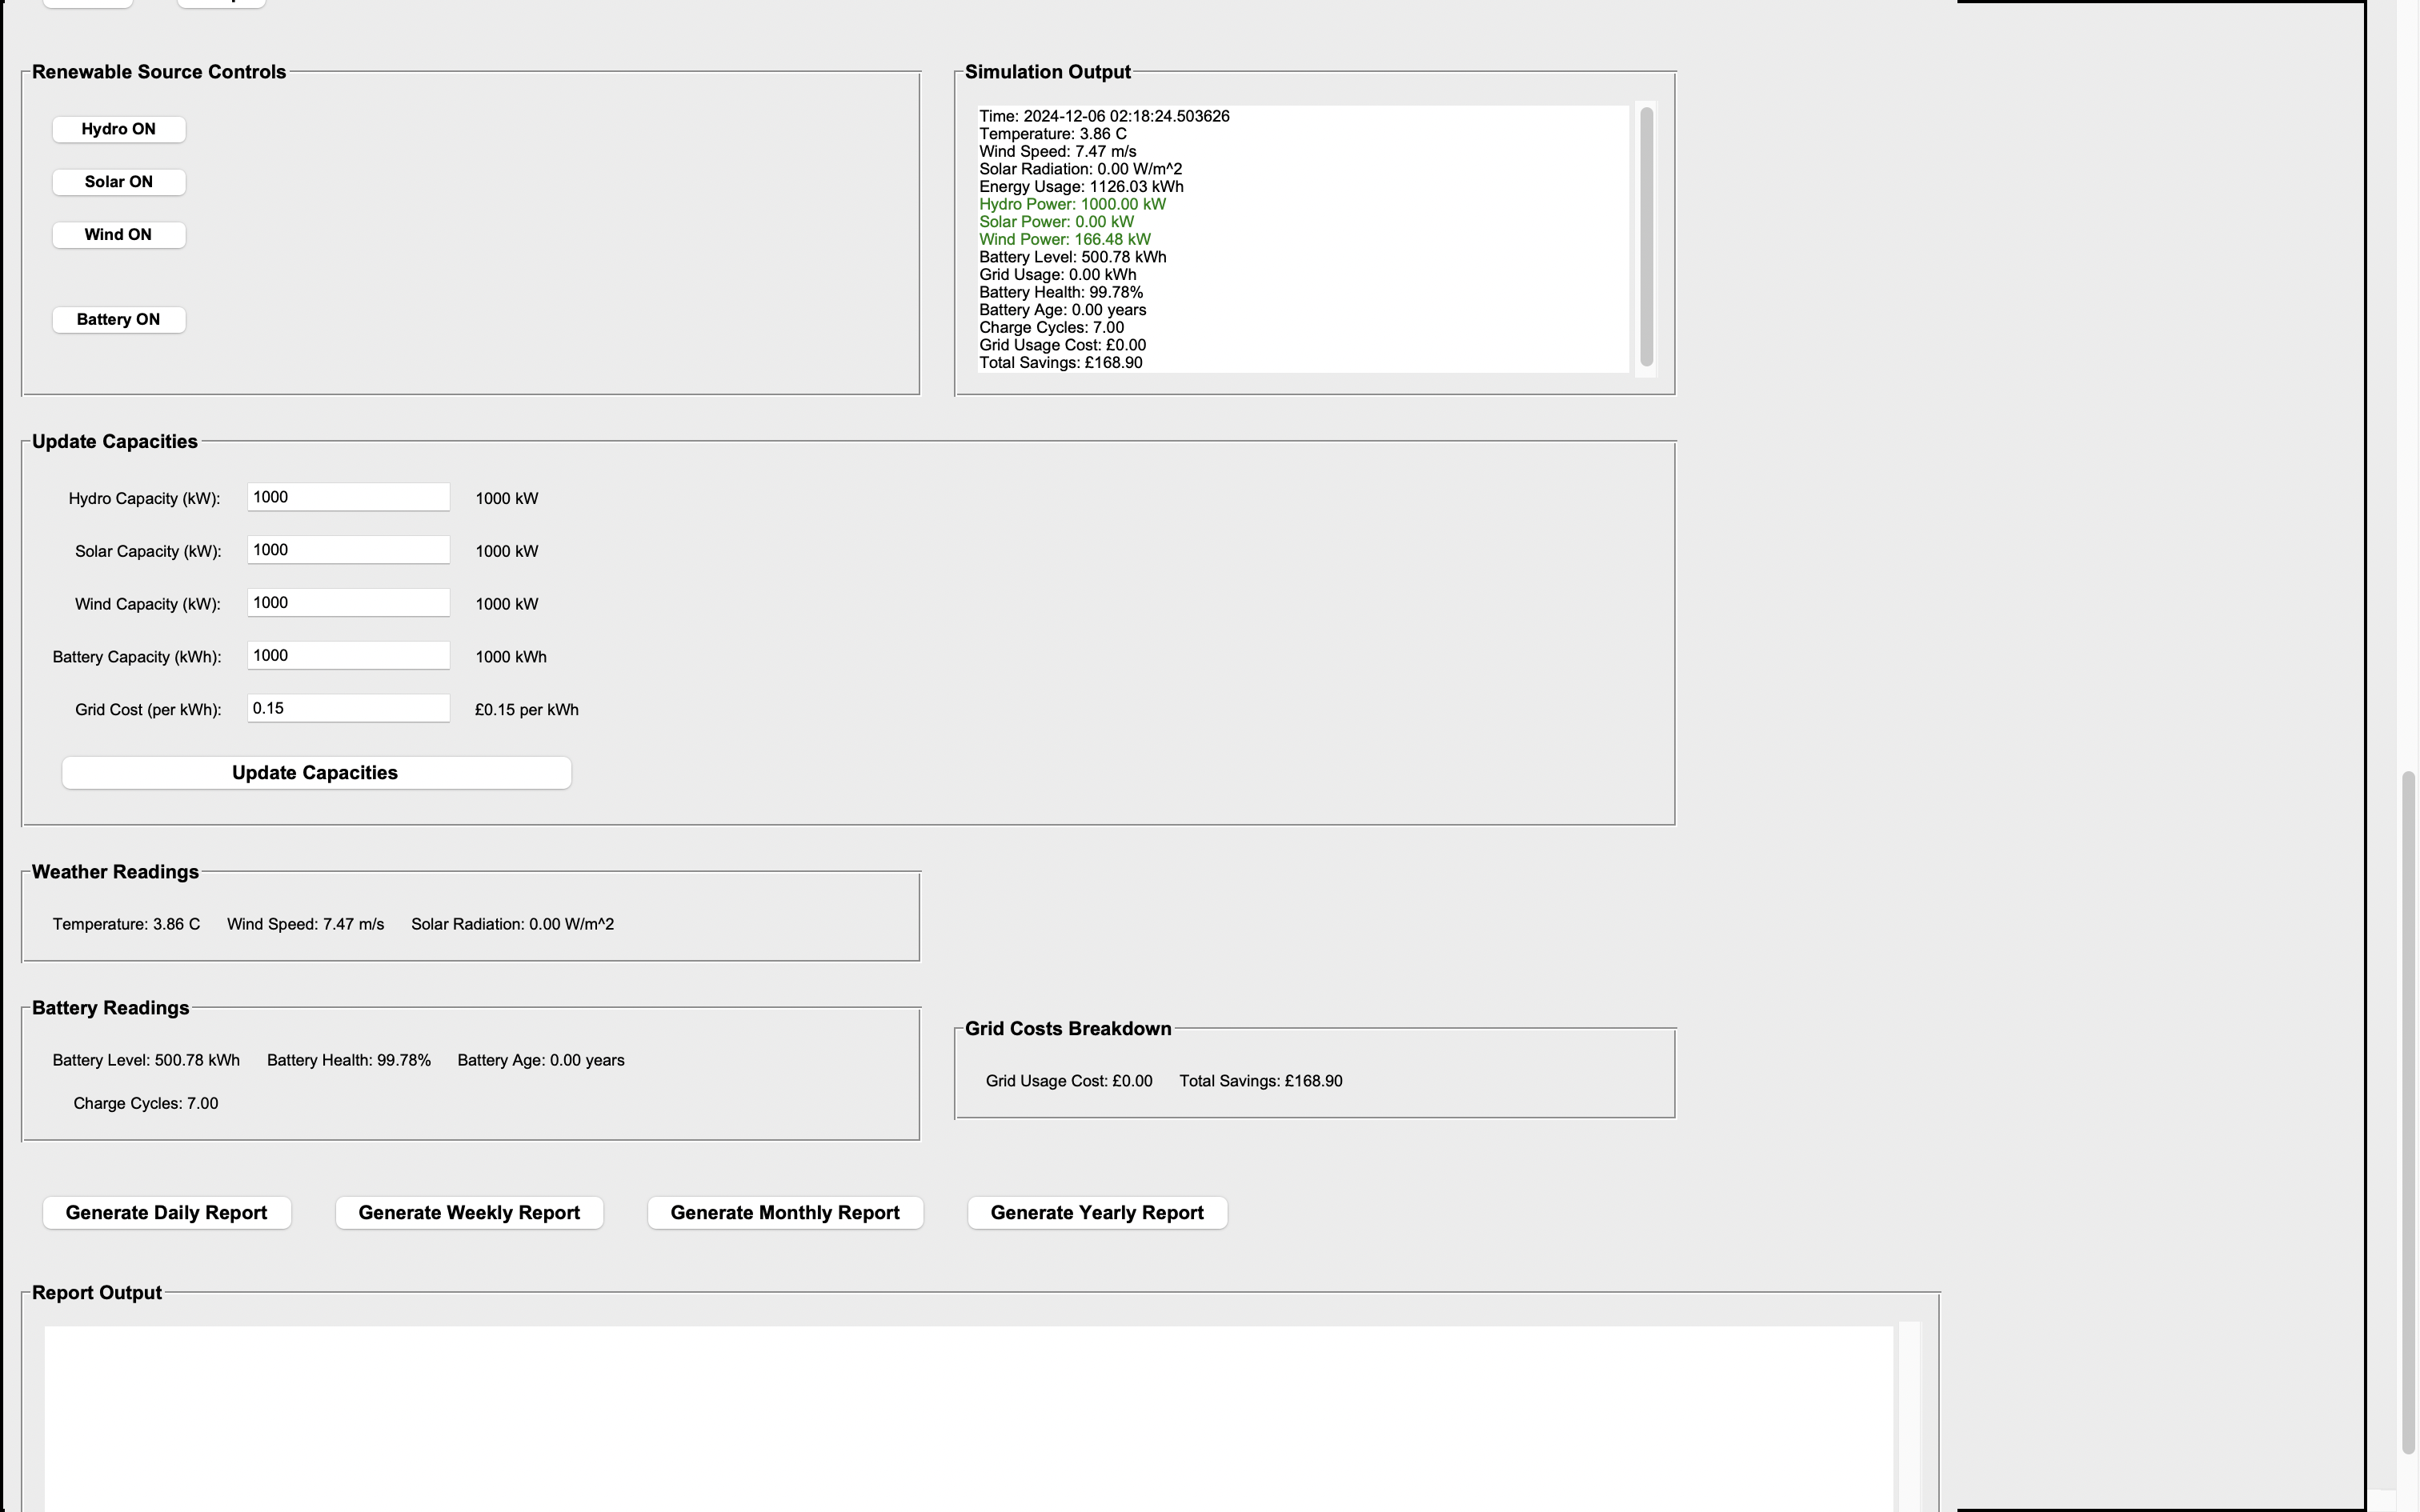 Renewable Source Controls
Hydro ON
Solar ON
Wind ON
Battery ON
Simulation Output
Time: 2024-12-06 02:18:24.503626
Temperature: 3.86 C
Wind Speed: 7.47 m/s
Solar Radiation: 0.00 W/m^2
Energy Usage: 1126.03 kWh
Hydro Power: 1000.00 kW
Solar Power: 0.00 kW
Wind Power: 166.48 kW
Battery Level: 500.78 kWh
Grid Usage: 0.00 kWh
Battery Health: 99.78%
Battery Age: 0.00 years
Charge Cycles: 7.00
Grid Usage Cost: £0.00
Total Savings: £168.90
Update Capacities
Hydro Capacity (kW): 1000 1000 kW
Solar Capacity (kW): 1000 1000 kW
Wind Capacity (kW): 1000 1000 kW
Battery Capacity (kWh): 1000 1000 kWh
Grid Cost (per kWh): 0.15 £0.15 per kWh
Update Capacities
Weather Readings
Temperature: 3.86 C Wind Speed: 7.47 m/s Solar Radiation: 0.00 W/m^2
Battery Readings
Battery Level: 500.78 kWh Battery Health: 99.78% Battery Age: 0.00 years
Charge Cycles: 7.00
Grid Costs Breakdown
Grid Usage Cost: £0.00 Total Savings: £168.90
Generate Daily Report Generate Weekly Report Generate Monthly Report Generate Yearly Report
Report Output